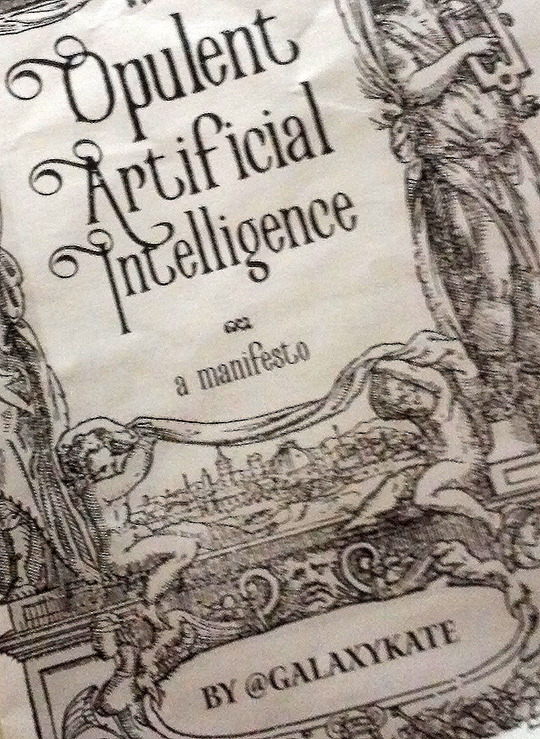 Opulent
Artificial
Intelligence
a manifesto
BY @GALAXYKATE